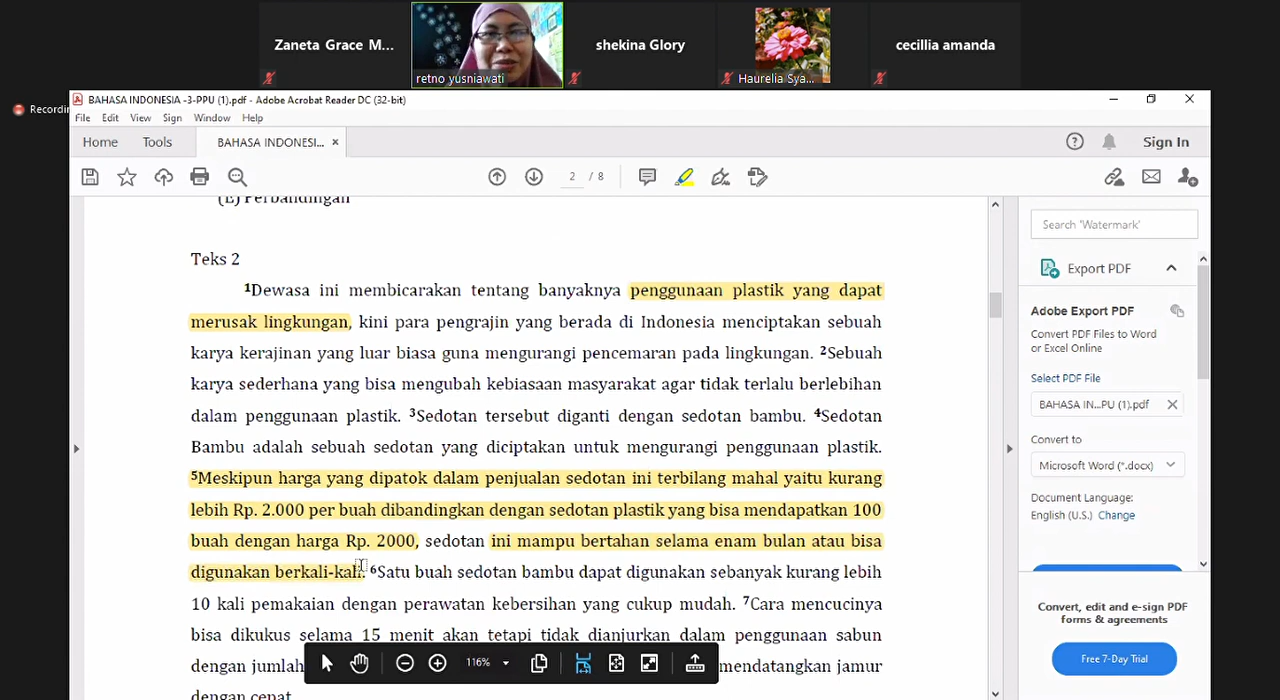 Zaneta Grace M...
retno yusniawati
shekina Glory
Haurelia Sya...
cecillia amanda
Recordin
BAHASA INDONESIA -3-PPU (1).pdf - Adobe Acrobat Reader DC (32-bit)
File Edit View Sign Window Help
Home Tools BAHASA INDONESI... × Sign In
2 / 8
(E) Perbandingan
Teks 2
¹Dewasa ini membicarakan tentang banyaknya penggunaan plastik yang dapat
merusak lingkungan, kini para pengrajin yang berada di Indonesia menciptakan sebuah
karya kerajinan yang luar biasa guna mengurangi pencemaran pada lingkungan. ²Sebuah
karya sederhana yang bisa mengubah kebiasaan masyarakat agar tidak terlalu berlebihan
dalam penggunaan plastik. ³Sedotan tersebut diganti dengan sedotan bambu. ⁴Sedotan
Bambu adalah sebuah sedotan yang diciptakan untuk mengurangi penggunaan plastik.
⁵Meskipun harga yang dipatok dalam penjualan sedotan ini terbilang mahal yaitu kurang
lebih Rp. 2.000 per buah dibandingkan dengan sedotan plastik yang bisa mendapatkan 100
buah dengan harga Rp. 2000, sedotan ini mampu bertahan selama enam bulan atau bisa
digunakan berkali-kali. ⁶Satu buah sedotan bambu dapat digunakan sebanyak kurang lebih
10 kali pemakaian dengan perawatan kebersihan yang cukup mudah. ⁷Cara mencucinya
bisa dikukus selama 15 menit akan tetapi tidak dianjurkan dalam penggunaan sabun
dengan jumlah mendatangkan jamur
dengan cepat.
116%
Search 'Watermark'
Export PDF
Adobe Export PDF
Convert PDF Files to Word
or Excel Online
Select PDF File
BAHASA IN...PU (1).pdf
Convert to
Microsoft Word (*.docx)
Document Language:
English (U.S.) Change
Convert, edit and e-sign PDF
forms & agreements
Free 7-Day Trial